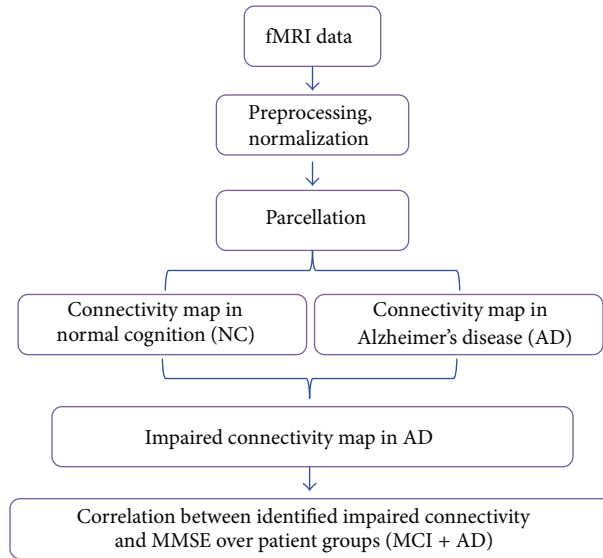 fMRI data
Preprocessing,
normalization
Parcellation
Connectivity map in
normal cognition (NC)
Connectivity map in
Alzheimer's disease (AD)
Impaired connectivity map in AD
Correlation between identified impaired connectivity
and MMSE over patient groups (MCI + AD)